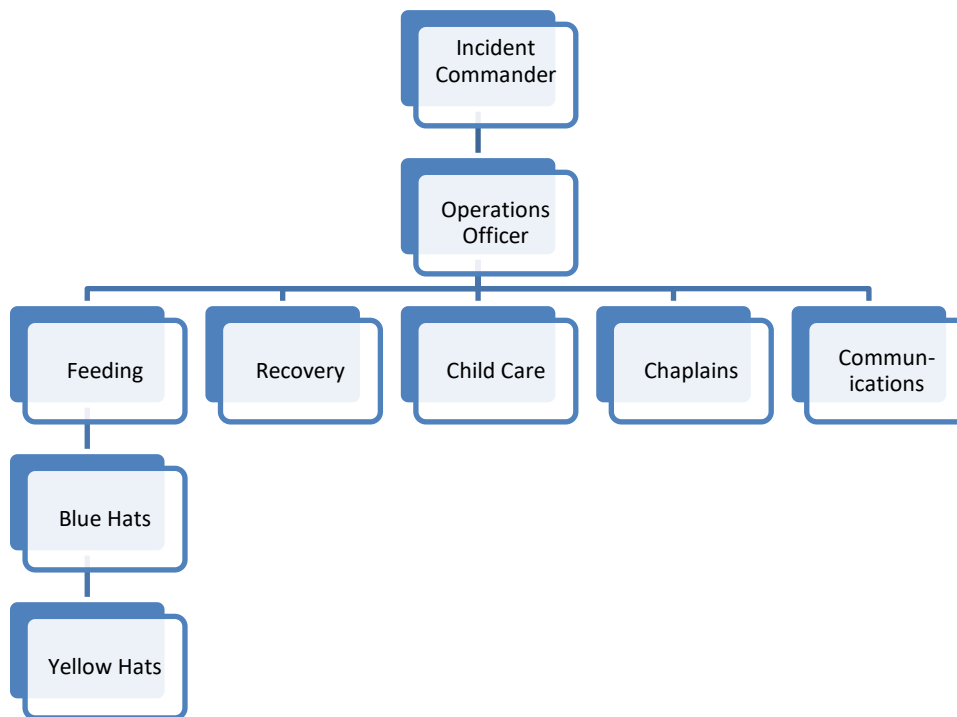 Incident
Commander
Operations
Officer
Feeding
Recovery
Child Care
Chaplains
Commun-
ications
Blue Hats
Yellow Hats